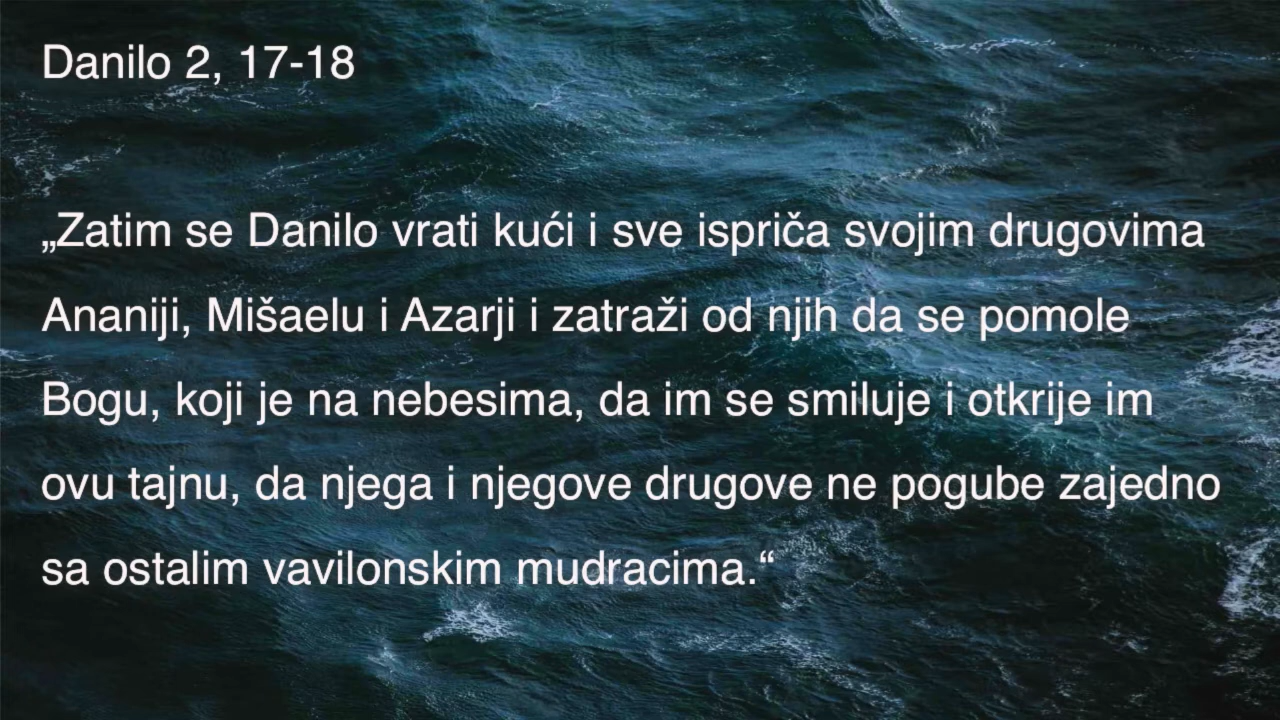 Danilo 2, 17-18
„Zatim se Danilo vrati kući i sve ispriča svojim drugovima
Ananiji, Mišaelu i Azarji i zatraži od njih da se pomole
Bogu, koji je na nebesima, da im se smiluje i otkrije im
ovu tajnu, da njega i njegove drugove ne pogube zajedno
sa ostalim vavilonskim mudracima.“